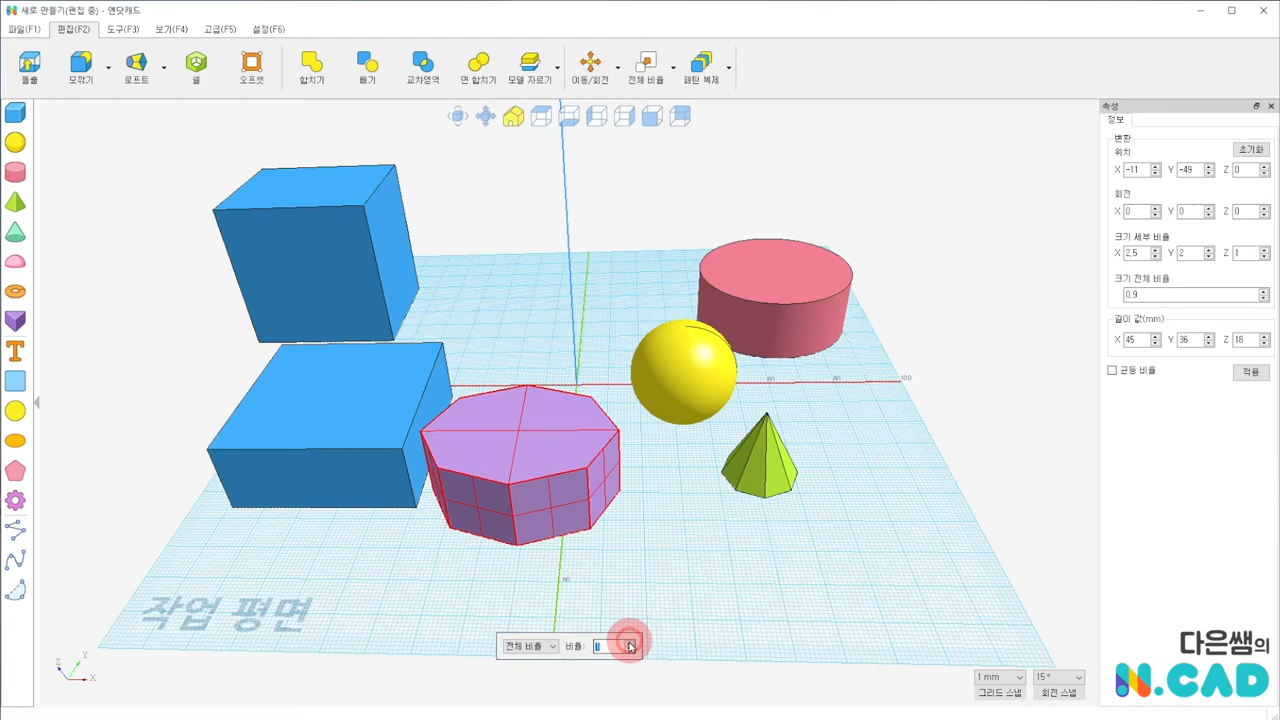 새로 만들기(편집 중) - 엔닷캐드
파일(F1) 편집(F2) 도구(F3) 보기(F4) 고급(F5) 설정(F6)
돌출 모깎기 로프트 쉘 오프셋 합치기 빼기 교차영역 면 합치기 모델 자르기 이동/회전 전체 비율 패턴 복제
속성
정보
변환
위치 초기화
X -11 Y -49 Z 0
회전
X 0 Y 0 Z 0
크기 세부 비율
X 2,5 Y 2 Z 1
크기 전체 비율
0,9
길이 값(mm)
X 45 Y 36 Z 18
균등 비율 적용
80 100
작업 평면
전체 비율 비율: 1
Z Y X
1 mm 15°
그리드 스냅 회전 스냅
다은쌤의
N.CAD